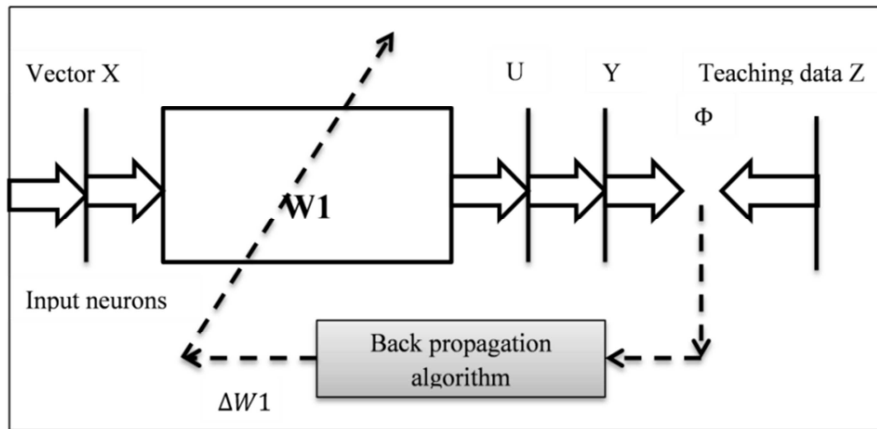 Vector X
U
Y
Teaching data Z
Φ
W1
Input neurons
Back propagation
algorithm
ΔW1